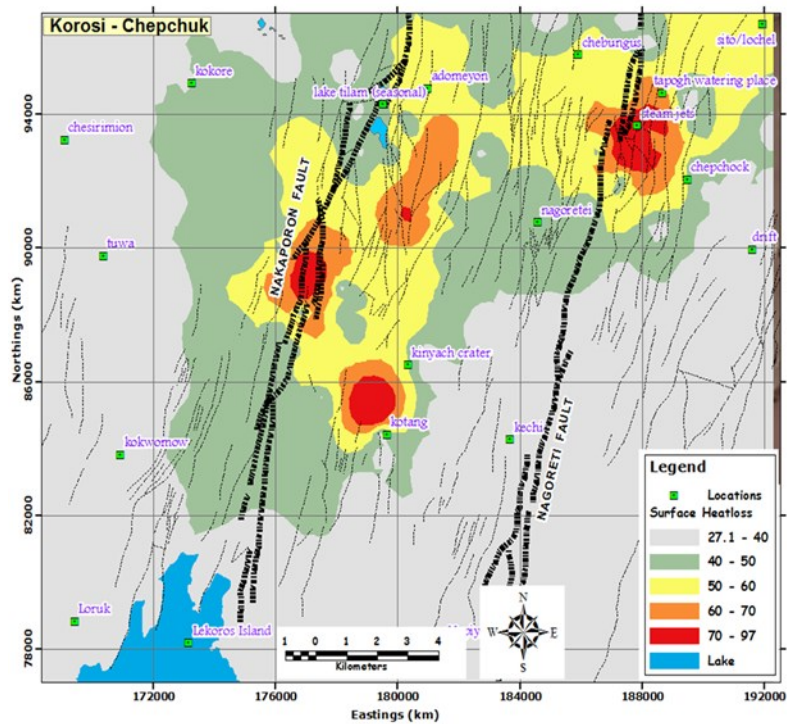 Korosi - Chepchuk
chebungus
sito/lochel
kokore
adomeyon
tapogh watering place
lake tilam (seasonal)
94000
steam jets
chesirimion
chepchock
NAKAPORON FAULT
nagoretei
90000
tuwa
drift
Northings (km)
kinyach crater
86000
kotang
kechi
kokwomow
NAGORETI FAULT
Legend
Locations
Surface Heatloss
27.1 - 40
40 - 50
50 - 60
60 - 70
70 - 97
Lake
82000
Loruk
Lekoros Island
78000
1 0 1 2 3 4
Kilometers
N
W E
S
172000 176000 180000 184000 188000 192000
Eastings (km)